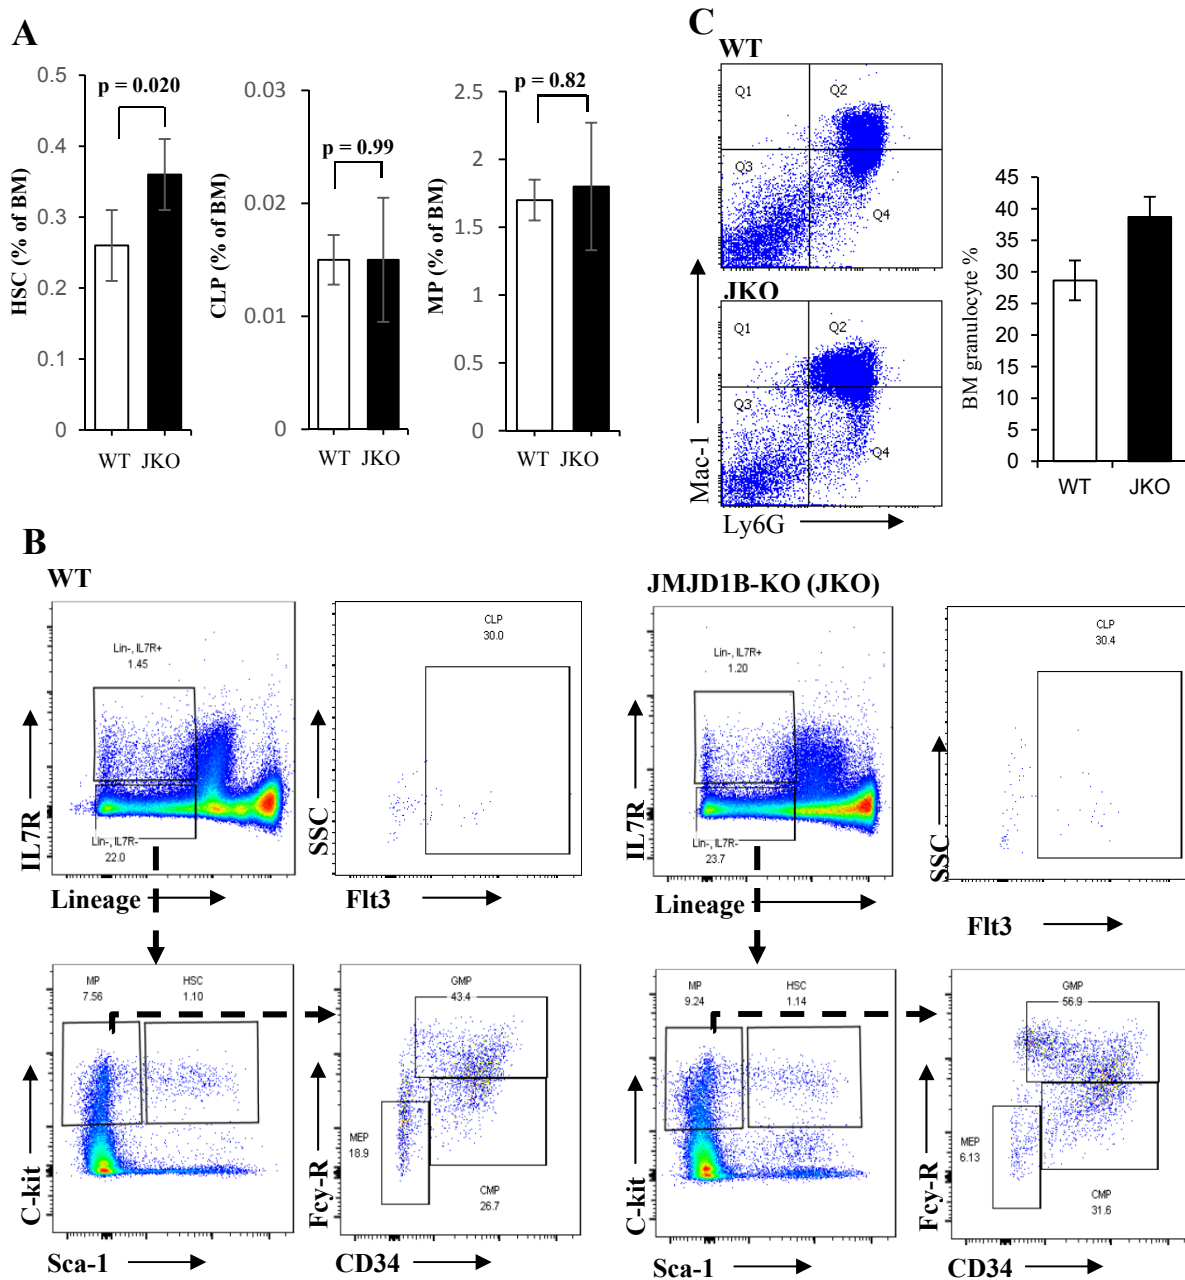 A
HSC (% of BM)
0.5
0.4
0.3
0.2
0.1
0
p = 0.020
WT JKO
CLP (% of BM)
0.03
0.02
0.01
0
p = 0.99
WT JKO
MP (% of BM)
2.5
2
1.5
1
0.5
0
p = 0.82
WT JKO
C
WT
Q1
Q2
Q3
Q4
JKO
Q1
Q2
Q3
Q4
Mac-1
Ly6G
BM granulocyte %
45
40
35
30
25
20
15
10
5
0
WT
JKO
B
WT
Lin-, IL7R+
1.45
Lin-, IL7R-
22.0
IL7R
Lineage
CLP
30.0
SSC
Flt3
JMJD1B-KO (JKO)
Lin-, IL7R+
1.20
Lin-, IL7R-
23.7
IL7R
Lineage
CLP
30.4
SSC
Flt3
MP
7.56
HSC
1.10
C-kit
Sca-1
GMP
43.4
MEP
18.9
CMP
26.7
Fcy-R
CD34
MP
9.24
HSC
1.14
C-kit
Sca-1
GMP
56.9
MEP
6.13
CMP
31.6
Fcy-R
CD34